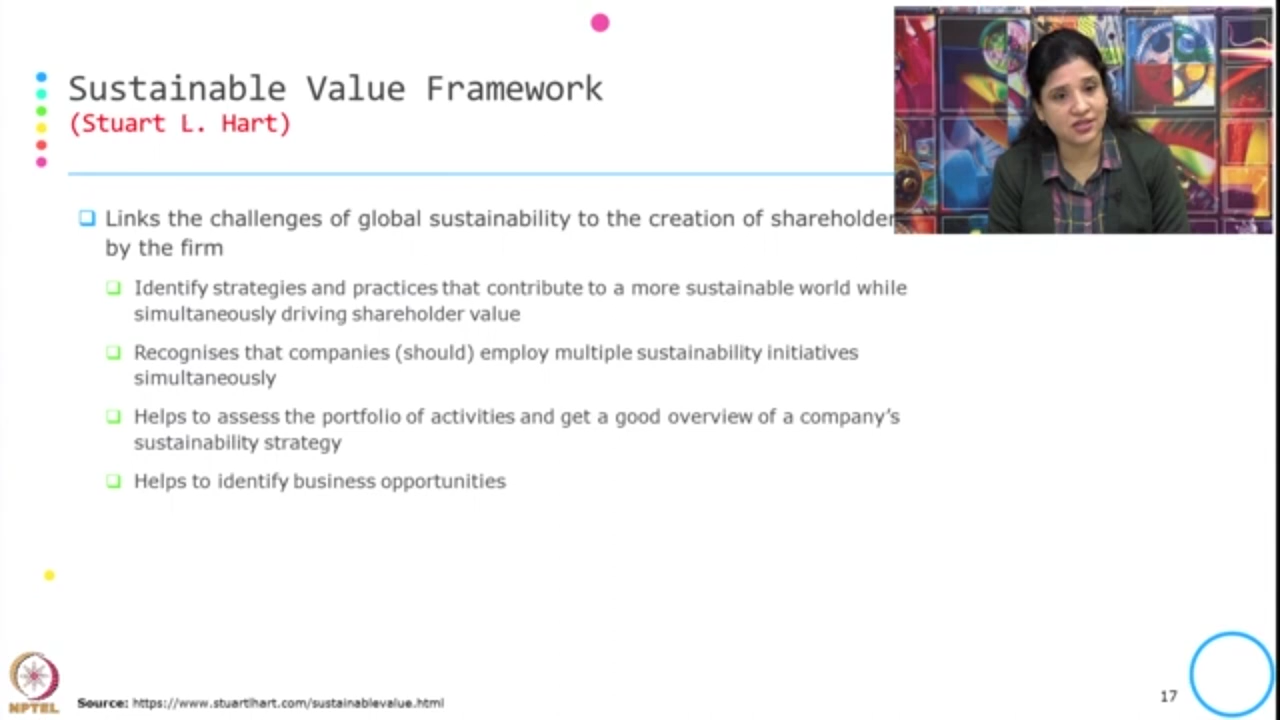 Sustainable Value Framework
(Stuart L. Hart)
Links the challenges of global sustainability to the creation of shareholder
by the firm
Identify strategies and practices that contribute to a more sustainable world while
simultaneously driving shareholder value
Recognises that companies (should) employ multiple sustainability initiatives
simultaneously
Helps to assess the portfolio of activities and get a good overview of a company's
sustainability strategy
Helps to identify business opportunities
NPTEL
Source: https://www.stuartlhart.com/sustainablevalue.html
17